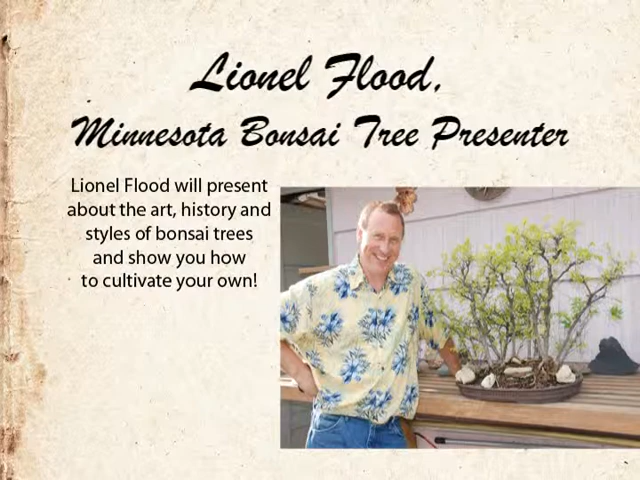 Lionel Flood,
Minnesota Bonsai Tree Presenter
Lionel Flood will present
about the art, history and
styles of bonsai trees
and show you how
to cultivate your own!